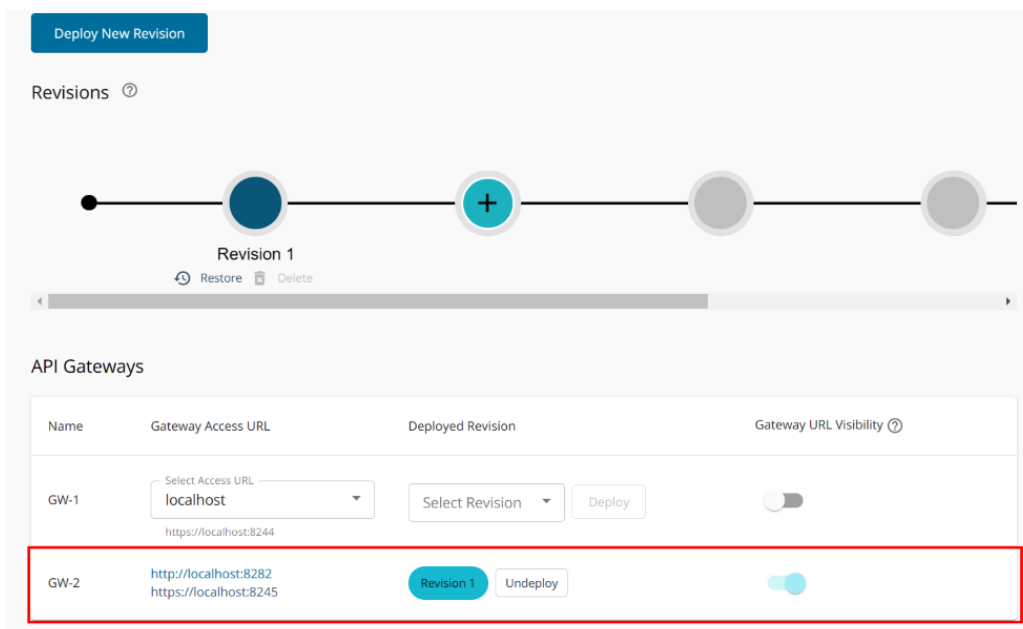 Deploy New Revision
Revisions
+
Revision 1
Restore Delete
API Gateways
Name Gateway Access URL Deployed Revision Gateway URL Visibility
GW-1 Select Access URL localhost Select Revision Deploy
https://localhost:8244
GW-2 http://localhost:8282 Revision 1 Undeploy
https://localhost:8245